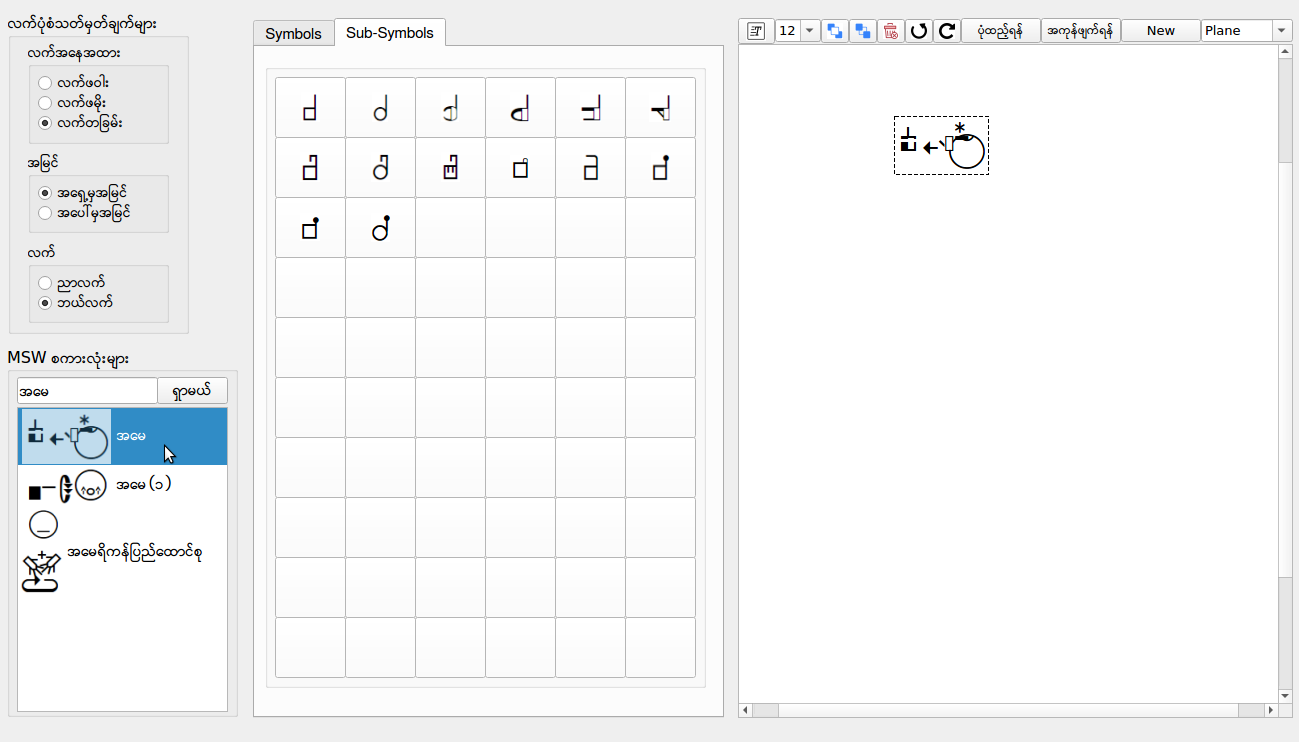 လက်ပုံစံသတ်မှတ်ချက်များ
လက်အနေအထား
လက်ဖဝါး
လက်ဖမိုး
လက်တခြမ်း
အမြင်
အရှေ့မှအမြင်
အပေါ်မှအမြင်
လက်
ညာလက်
ဘယ်လက်
MSW စကားလုံးများ
အမေ ရှာမယ်
အမေ
အမေ (၁)
အမေရိကန်ပြည်ထောင်စု
Symbols Sub-Symbols
12 ပုံထည့်ရန် အကုန်ဖျက်ရန် New Plane